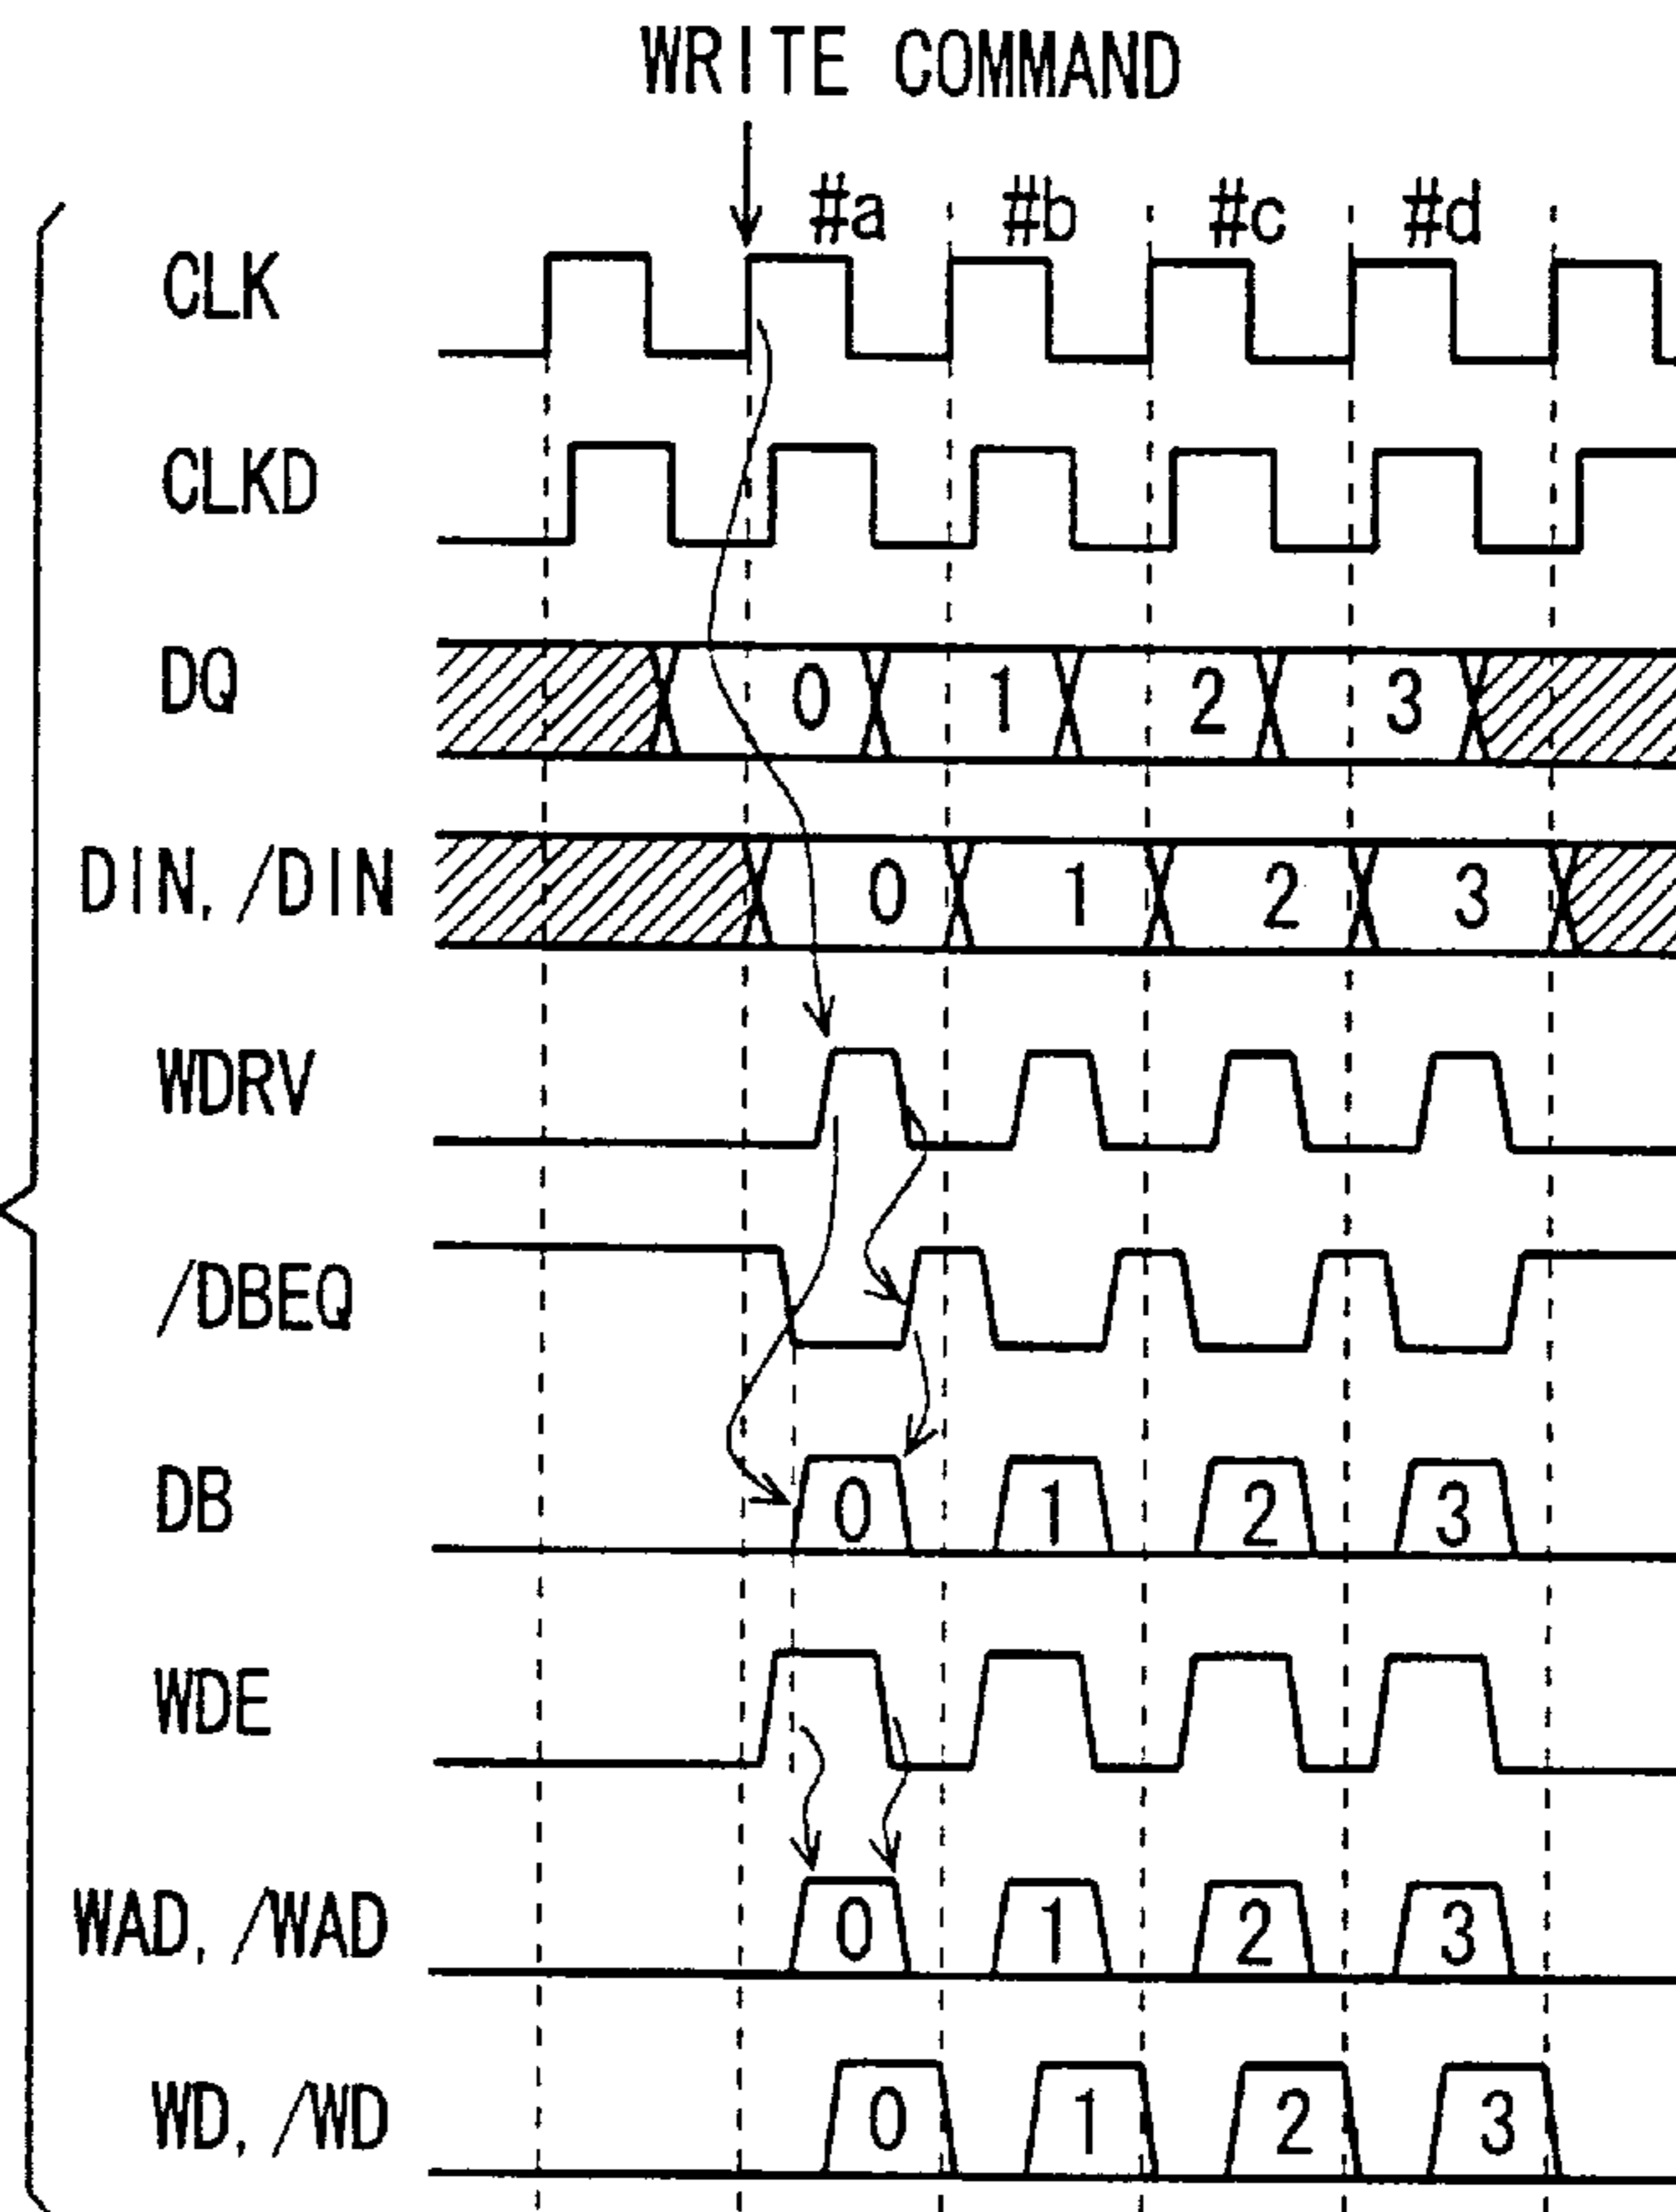 WRITE COMMAND
#a #b #c #d
CLK
CLKD
DQ 0 1 2 3
DIN, /DIN 0 1 2 3
WDRV
/DBEQ
DB 0 1 2 3
WDE
WAD, /WAD 0 1 2 3
WD, /WD 0 1 2 3